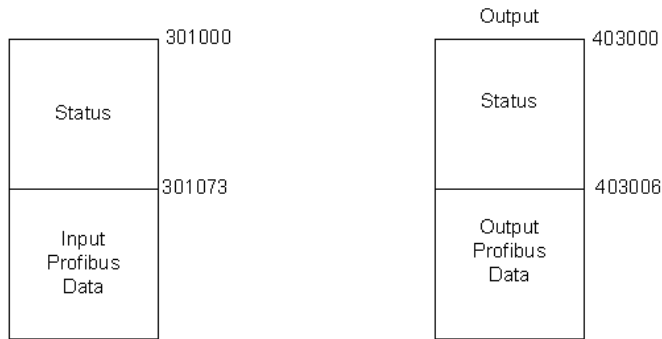 301000
Status
301073
Input
Profibus
Data
Output
403000
Status
403006
Output
Profibus
Data